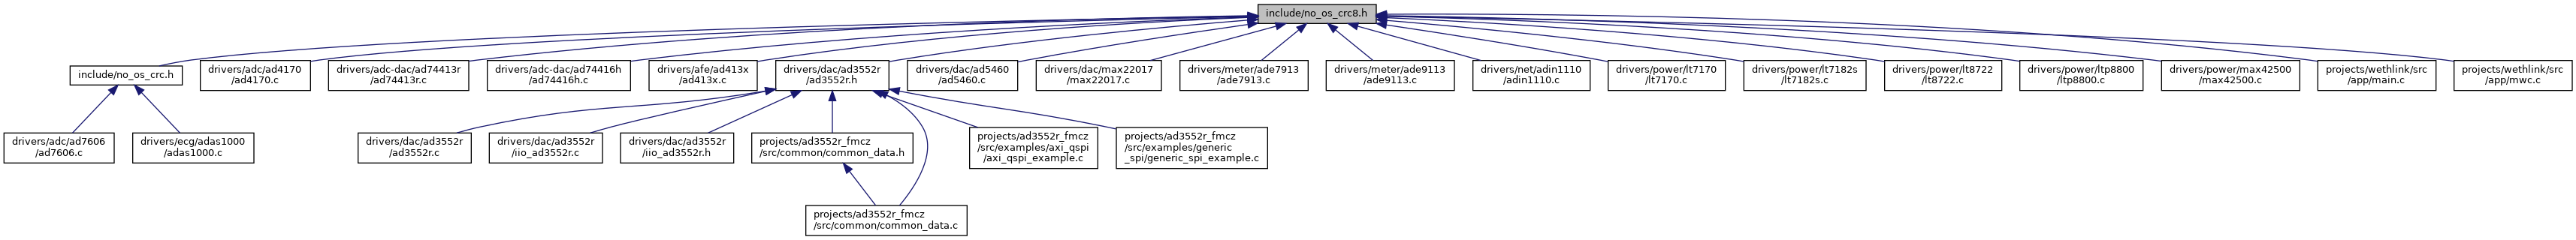 include/no_os_crc8.h
include/no_os_crc.h
drivers/adc/ad4170
/ad4170.c
drivers/adc-dac/ad74413r
/ad74413r.c
drivers/adc-dac/ad74416h
/ad74416h.c
drivers/afe/ad413x
/ad413x.c
drivers/dac/ad3552r
/ad3552r.h
drivers/dac/ad5460
/ad5460.c
drivers/dac/max22017
/max22017.c
drivers/meter/ade7913
/ade7913.c
drivers/meter/ade9113
/ade9113.c
drivers/net/adin1110
/adin1110.c
drivers/power/lt7170
/lt7170.c
drivers/power/lt7182s
/lt7182s.c
drivers/power/lt8722
/lt8722.c
drivers/power/ltp8800
/ltp8800.c
drivers/power/max42500
/max42500.c
projects/wethlink/src
/app/main.c
projects/wethlink/src
/app/mwc.c
drivers/adc/ad7606
/ad7606.c
drivers/ecg/adas1000
/adas1000.c
drivers/dac/ad3552r
/ad3552r.c
drivers/dac/ad3552r
/iio_ad3552r.c
drivers/dac/ad3552r
/iio_ad3552r.h
projects/ad3552r_fmcz
/src/common/common_data.h
projects/ad3552r_fmcz
/src/examples/axi_qspi
/axi_qspi_example.c
projects/ad3552r_fmcz
/src/examples/generic
_spi/generic_spi_example.c
projects/ad3552r_fmcz
/src/common/common_data.c